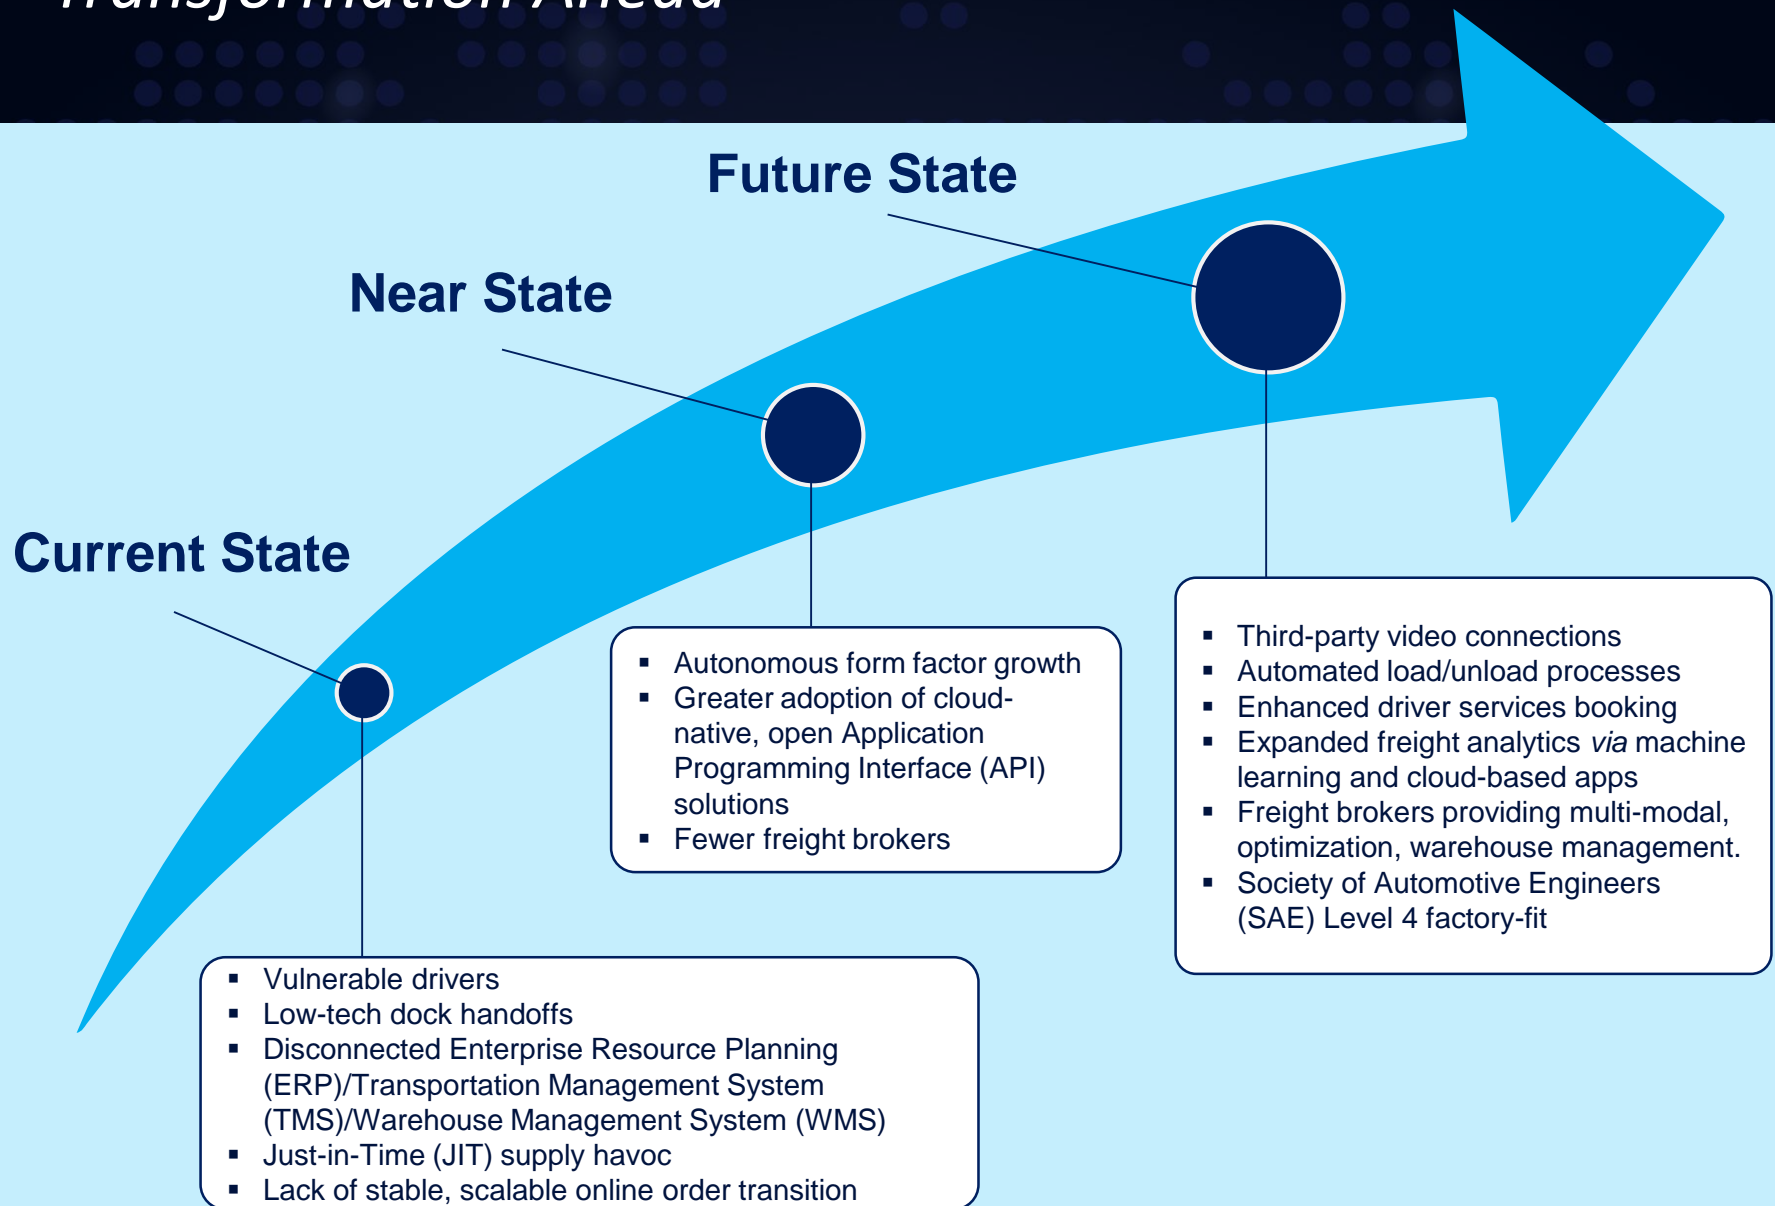 Transformation Ahead
Future State
Near State
Current State
▪ Autonomous form factor growth
▪ Greater adoption of cloud-
native, open Application
Programming Interface (API)
solutions
▪ Fewer freight brokers
▪ Third-party video connections
▪ Automated load/unload processes
▪ Enhanced driver services booking
▪ Expanded freight analytics via machine
learning and cloud-based apps
▪ Freight brokers providing multi-modal,
optimization, warehouse management.
▪ Society of Automotive Engineers
(SAE) Level 4 factory-fit
▪ Vulnerable drivers
▪ Low-tech dock handoffs
▪ Disconnected Enterprise Resource Planning
(ERP)/Transportation Management System
(TMS)/Warehouse Management System (WMS)
▪ Just-in-Time (JIT) supply havoc
▪ Lack of stable, scalable online order transition